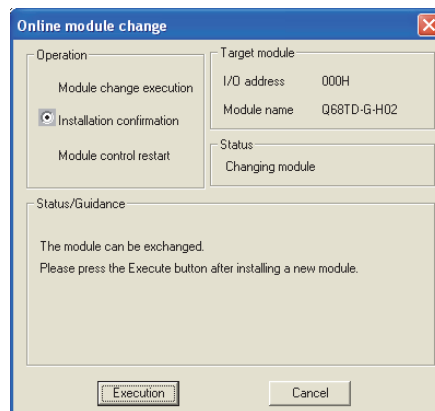 Online module change
Operation
Module change execution
Installation confirmation
Module control restart
Target module
I/O address 000H
Module name Q68TD-G-H02
Status
Changing module
Status/Guidance
The module can be exchanged.
Please press the Execute button after installing a new module.
Execution Cancel